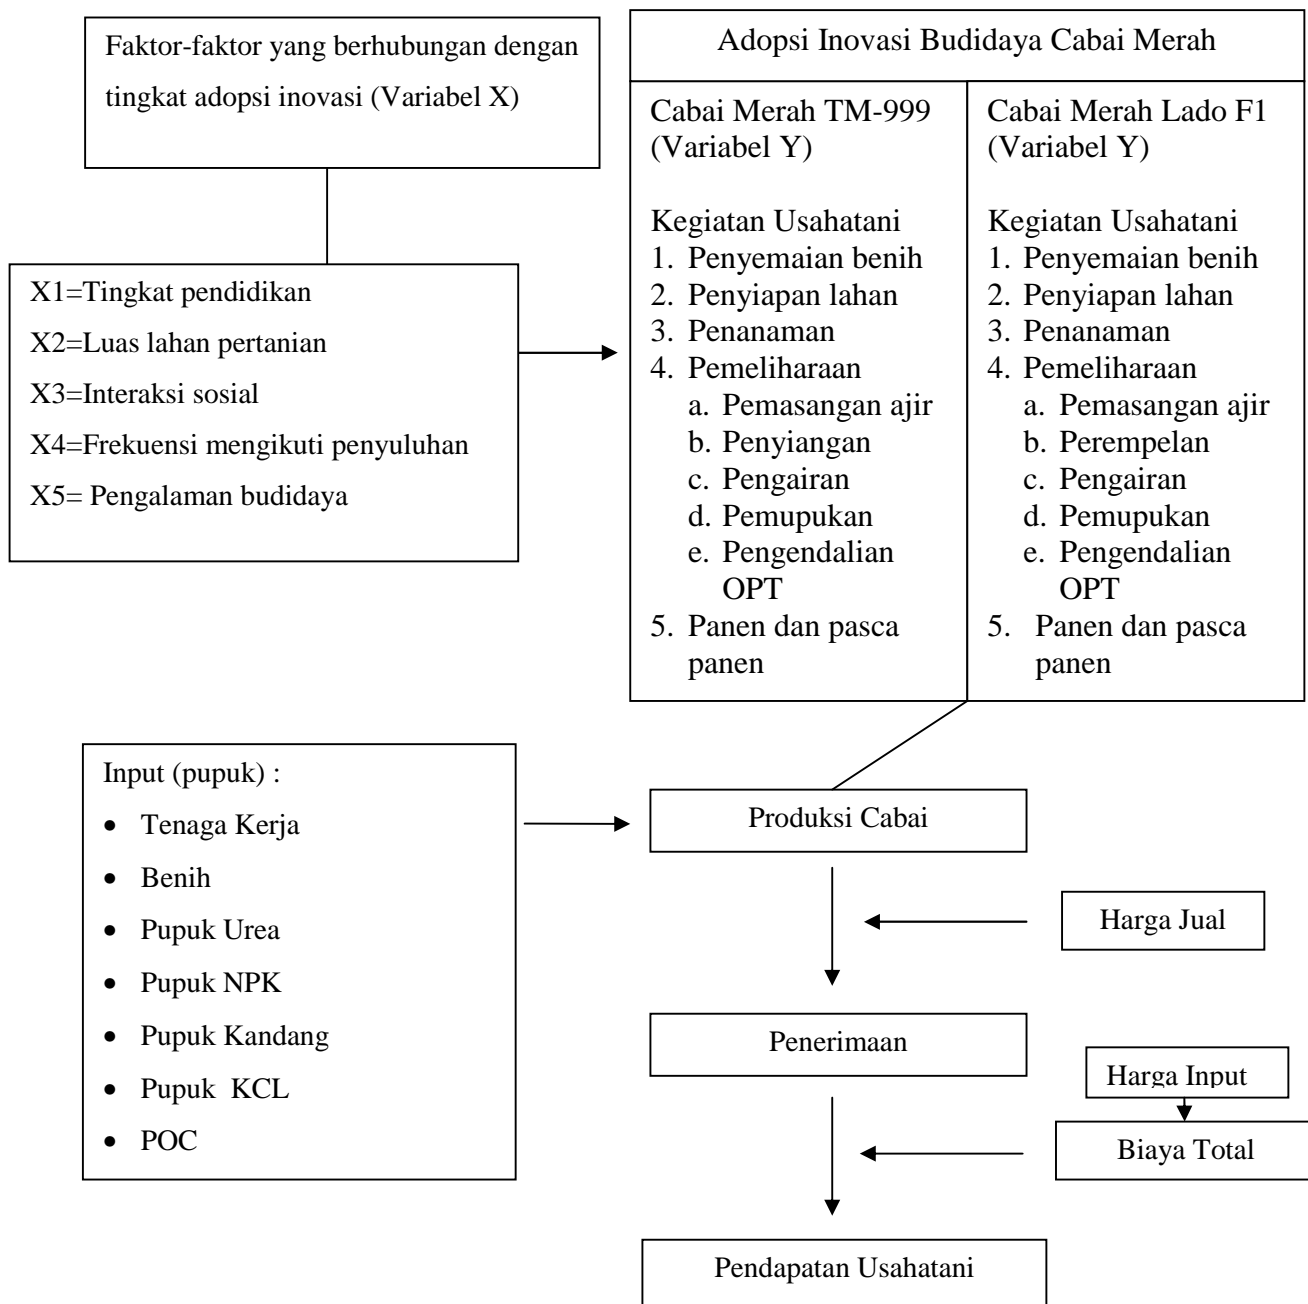 Faktor-faktor yang berhubungan dengan
tingkat adopsi inovasi (Variabel X)
Adopsi Inovasi Budidaya Cabai Merah
X1=Tingkat pendidikan
X2=Luas lahan pertanian
X3=Interaksi sosial
X4=Frekuensi mengikuti penyuluhan
X5= Pengalaman budidaya
Cabai Merah TM-999
(Variabel Y)
Kegiatan Usahatani
1. Penyemaian benih
2. Penyiapan lahan
3. Penanaman
4. Pemeliharaan
a. Pemasangan ajir
b. Penyiangan
c. Pengairan
d. Pemupukan
e. Pengendalian
OPT
5. Panen dan pasca
panen
Cabai Merah Lado F1
(Variabel Y)
Kegiatan Usahatani
1. Penyemaian benih
2. Penyiapan lahan
3. Penanaman
4. Pemeliharaan
a. Pemasangan ajir
b. Perempelan
c. Pengairan
d. Pemupukan
e. Pengendalian
OPT
5. Panen dan pasca
panen
Input (pupuk) :
• Tenaga Kerja
• Benih
• Pupuk Urea
• Pupuk NPK
• Pupuk Kandang
• Pupuk KCL
• POC
Produksi Cabai
Harga Jual
Penerimaan
Harga Input
Biaya Total
Pendapatan Usahatani